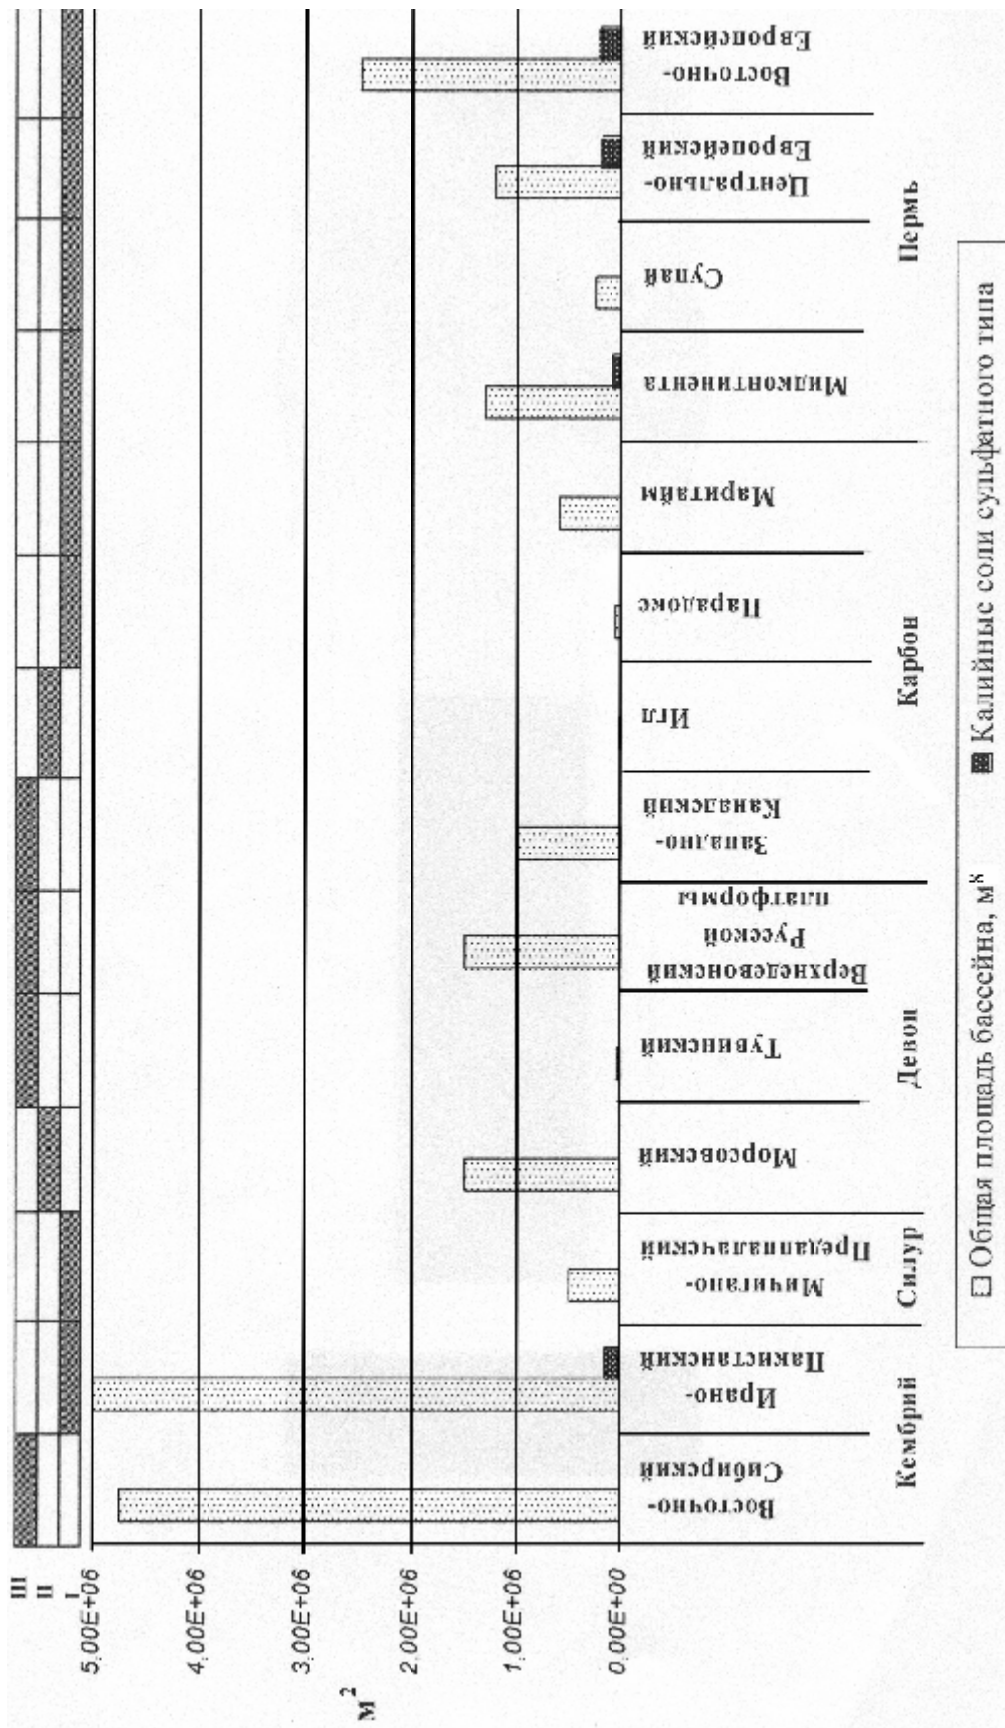 III
II
I
5.00E+06
4.00E+06
3.00E+06
2.00E+06
1.00E+06
0.00E+00
м²
Восточно-
Сибирский
Ирано-
Пакистанский
Мичигано-
Предаппалачский
Морсовский
Тувинский
Верхнедевонский
Русской
платформы
Западно-
Канадский
Игл
Парадокс
Маритайм
Мидконтинента
Супай
Центрально-
Европейский
Восточно-
Европейский
Кембрий
Силур
Девон
Карбон
Пермь
Общая площадь бассейна, м^к
Калийные соли сульфатного типа